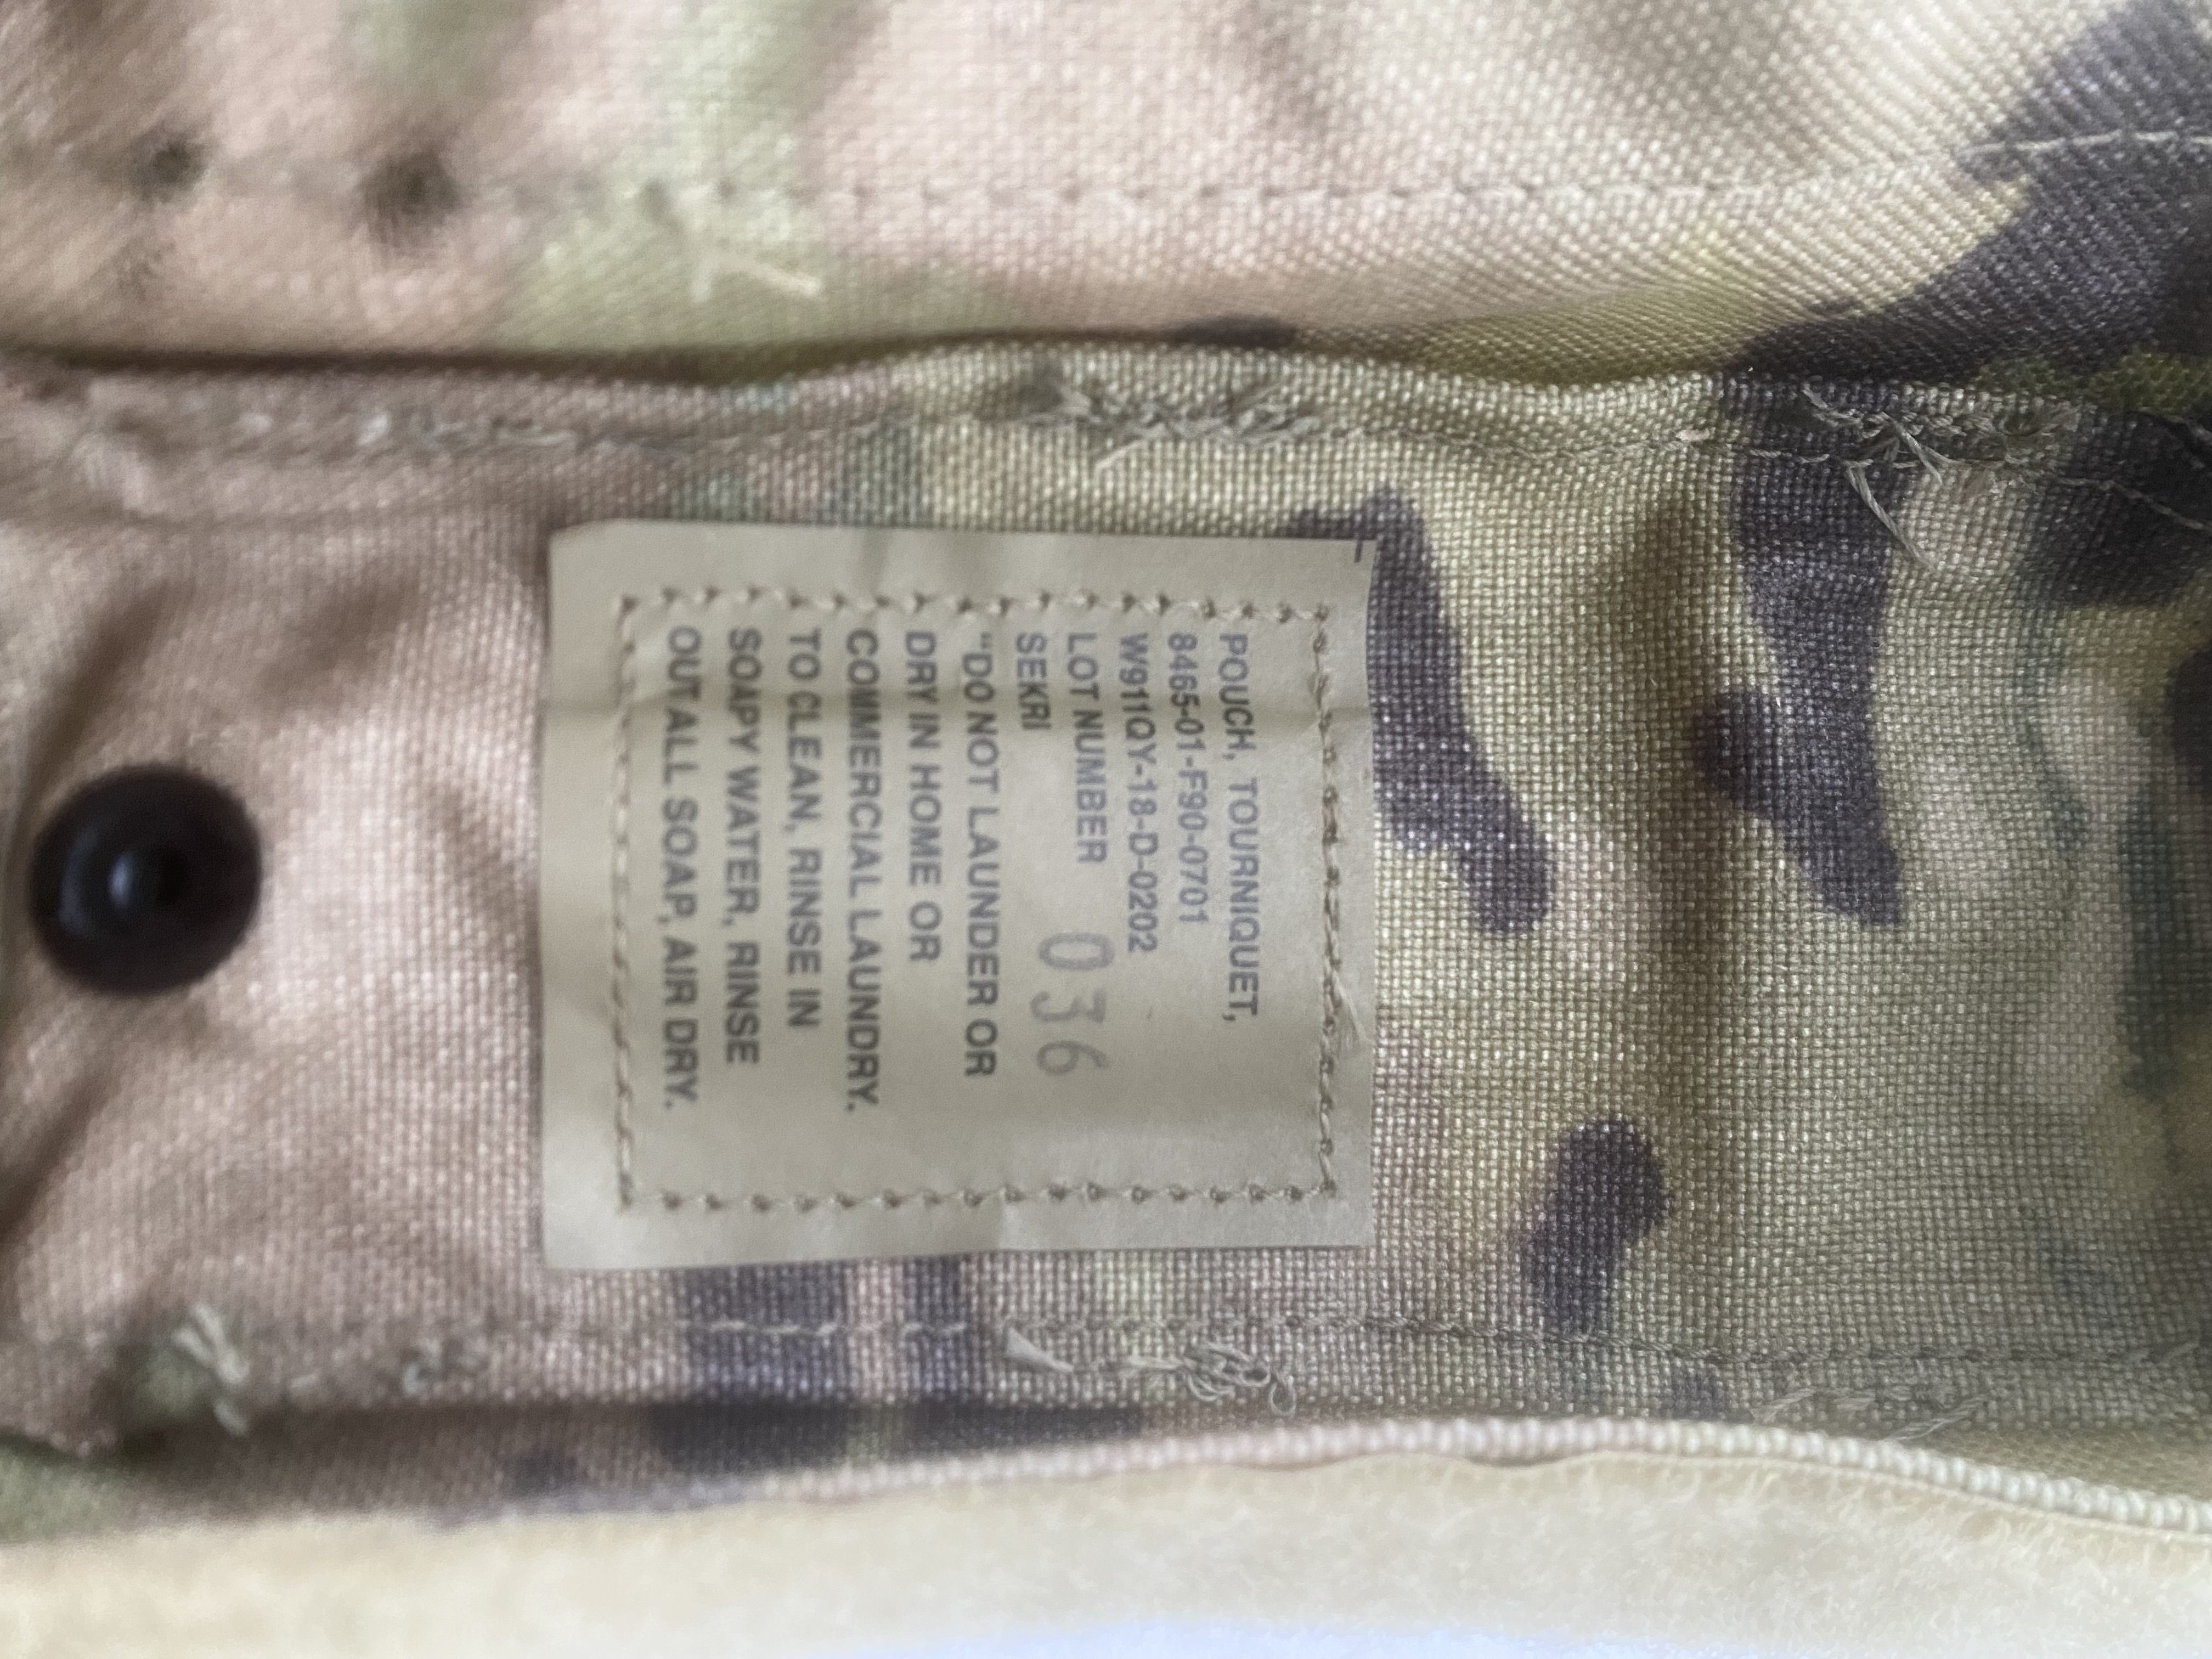 POUCH, TOURNIQUET,
8465-01-F90-0701
W911QY-18-D-0202
LOT NUMBER 036
SEKRI
"DO NOT LAUNDER OR
DRY IN HOME OR
COMMERCIAL LAUNDRY.
TO CLEAN, RINSE IN
SOAPY WATER, RINSE
OUT ALL SOAP, AIR DRY.